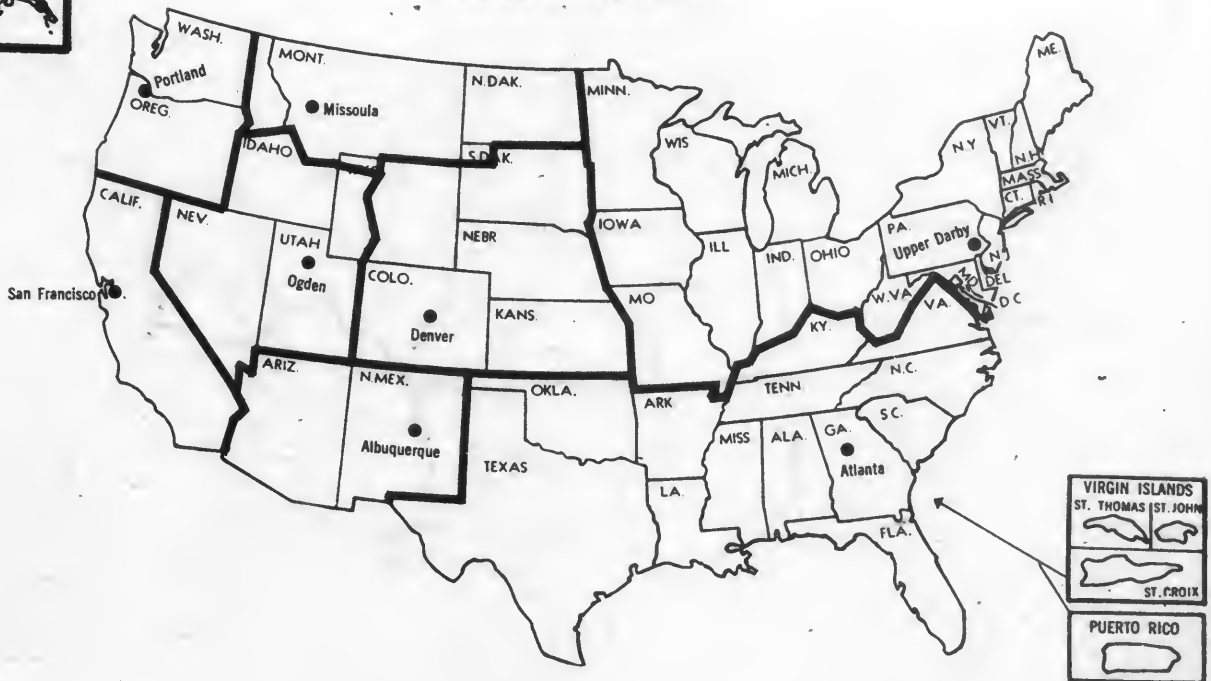 WASH.
MONT.
N.DAK.
MINN.
ME.
Portland
Missoula
OREG.
IDAHO
S.DAK.
WIS
MICH.
N.Y
VT.
N.H
MASS
CT.
R I
CALIF.
NEV.
UTAH
Ogden
COLO.
Denver
NEBR
KANS.
IOWA
MO
ILL
IND.
OHIO
PA.
Upper Darby
N.J
DEL
MD
D C
W.VA
VA.
KY.
San Francisco
ARIZ.
N.MEX.
Albuquerque
OKLA.
TEXAS
ARK
LA.
TENN
N.C.
S.C.
MISS
ALA.
GA.
Atlanta
FLA.
VIRGIN ISLANDS
ST. THOMAS ST. JOHN
ST. CROIX
PUERTO RICO